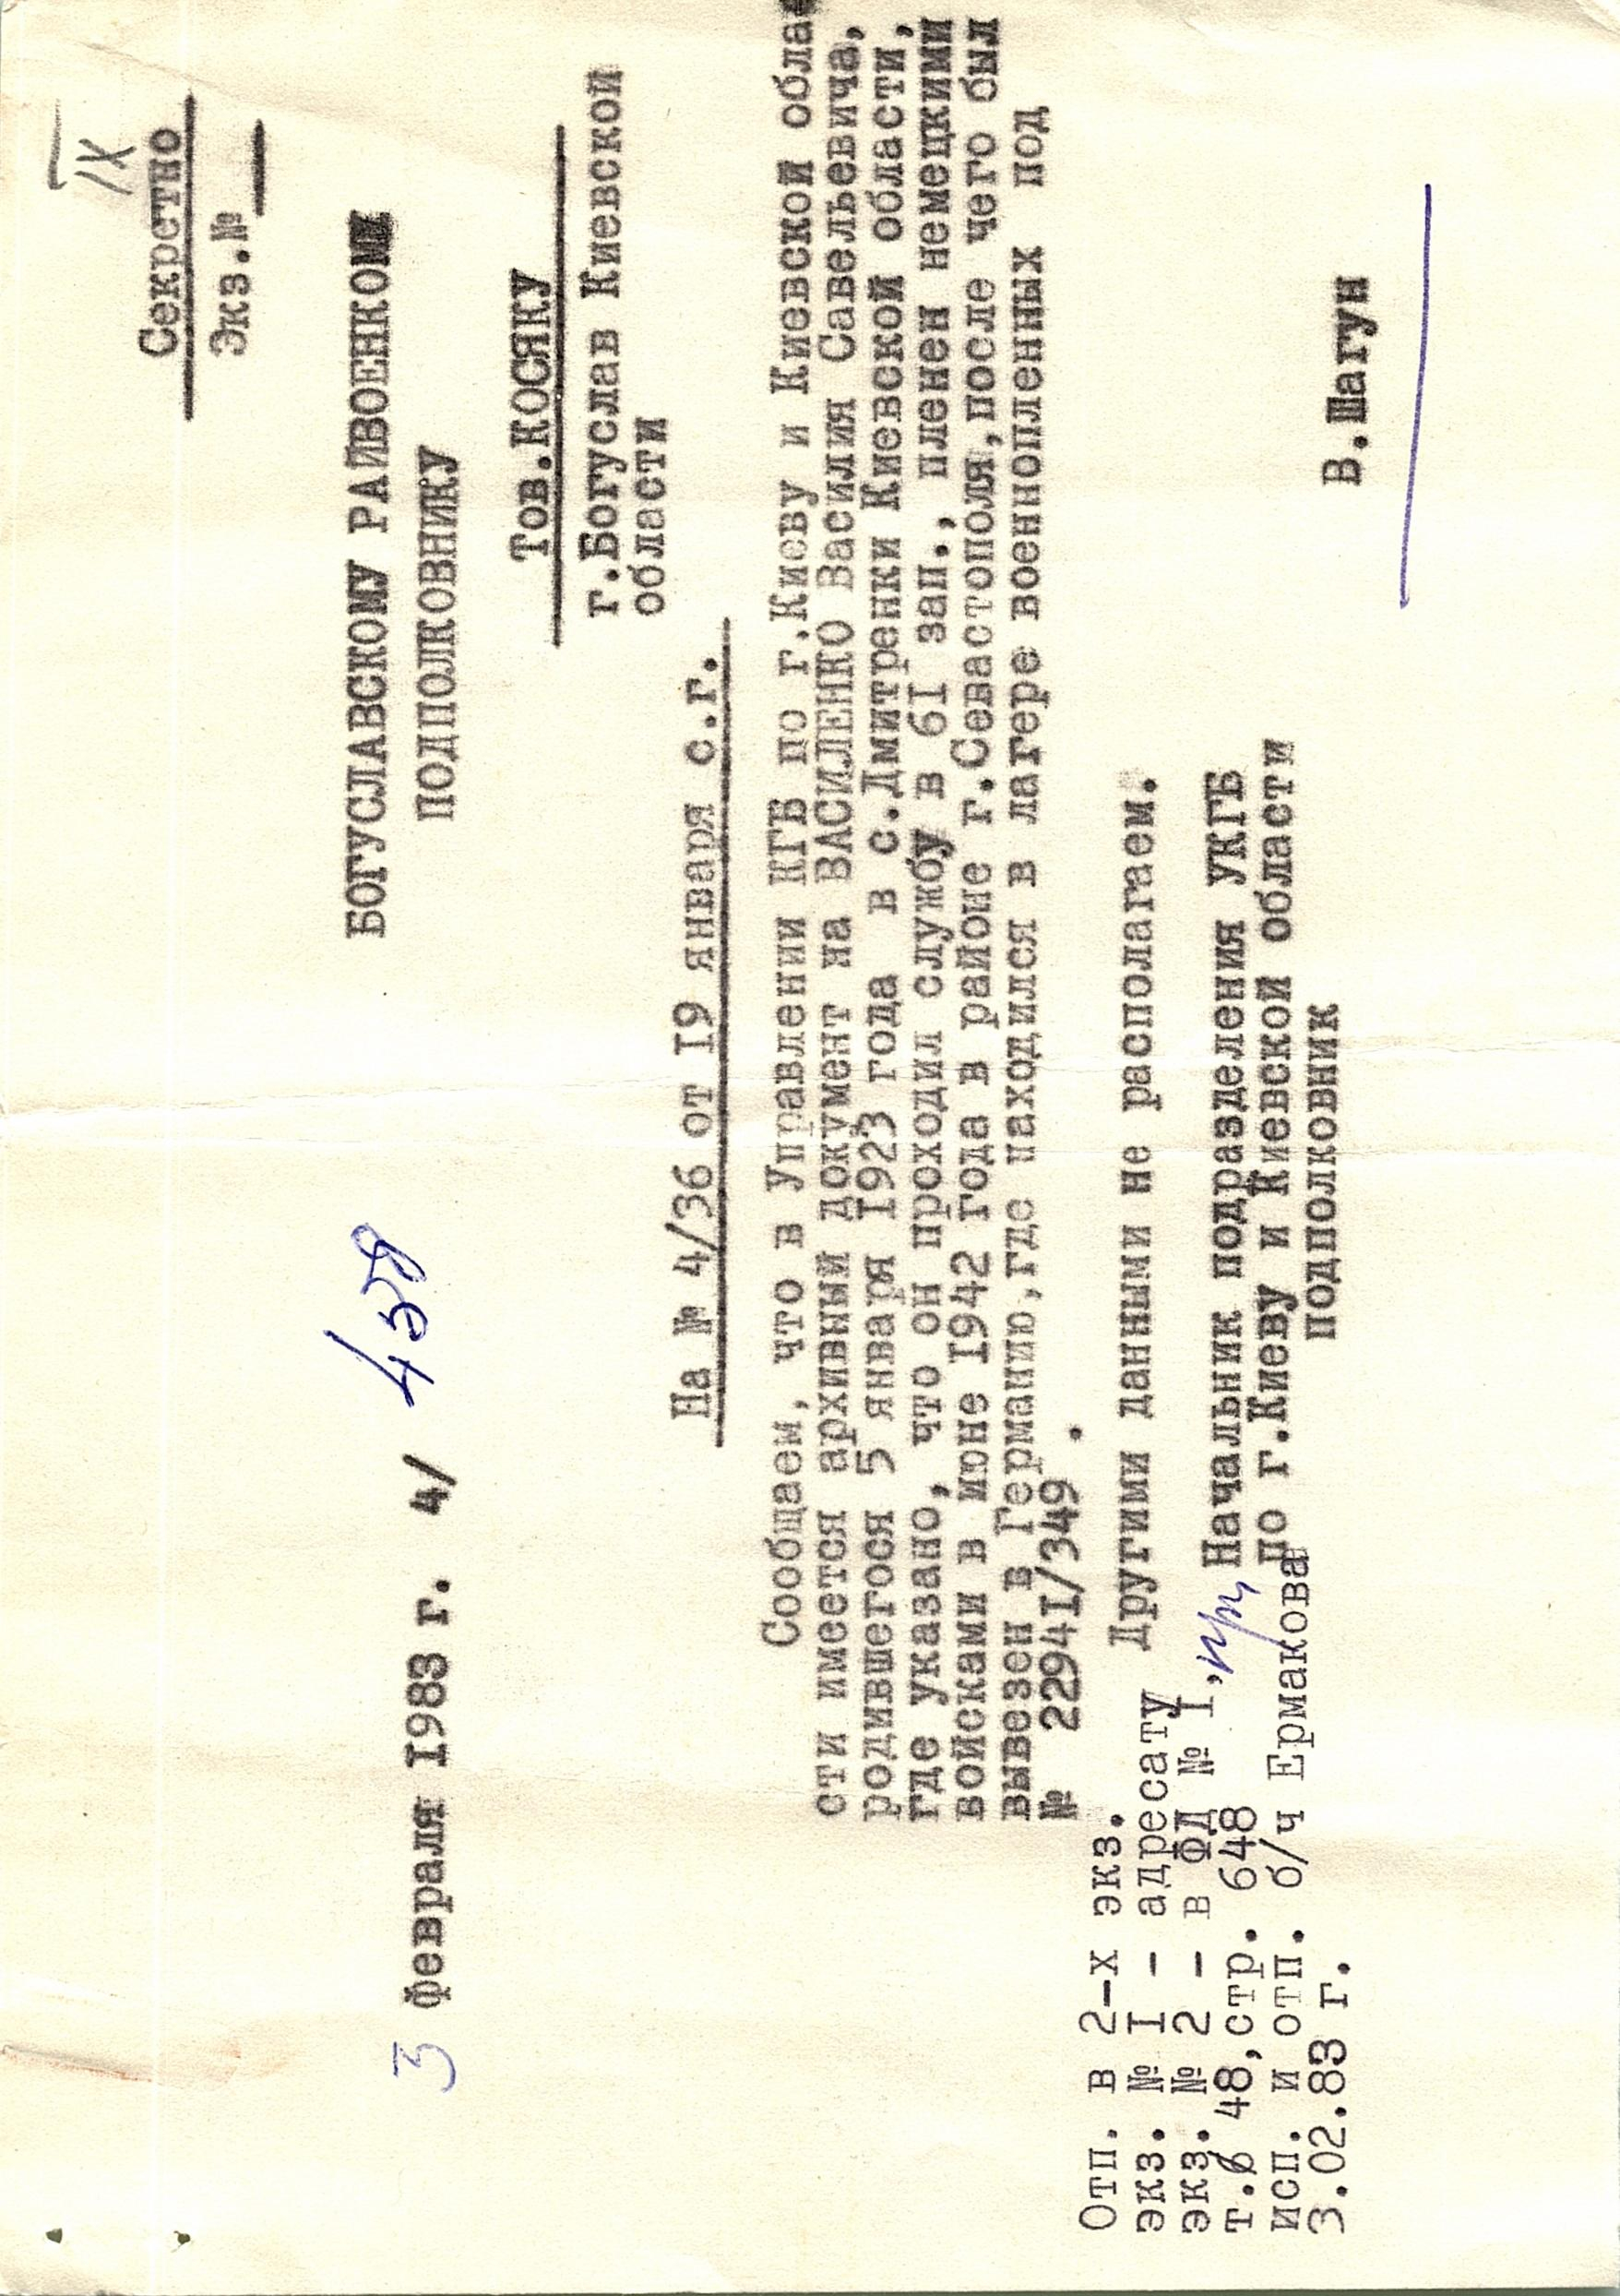 IX
Секретно
Экз.№
БОГУСЛАВСКОМУ РАЙВОЕНКОМУ
3 февраля 1983 г. 4/ 459
ПОДПОЛКОВНИКУ
Тов.КОСЯКУ
г.Богуслав Киевской
области
На № 4/36 от 19 января с.г.
Сообщаем, что в Управлении КГБ по г.Киеву и Киевской обла
сти имеется архивный документ на ВАСИЛЕНКО Василия Савельевича,
родившегося 5 января 1923 года в с.Дмитренки Киевской области,
где указано, что он проходил службу в 61 зап., пленен немецкими
войсками в июне 1942 года в районе г.Севастополя,после чего был
вывезен в Германию,где находился в лагере военнопленных под
№ 22941/349 .
Другими данными не располагаем.
Начальник подразделения УКГБ
по г.Киеву и Киевской области
подполковник
В.Шагун
Отп. в 2-х экз.
экз. № 1 - адресату
экз. № 2 - в ФД № 1,
т. 48,стр. 648
исп. и отп. б/ч Ермакова
3.02.83 г.